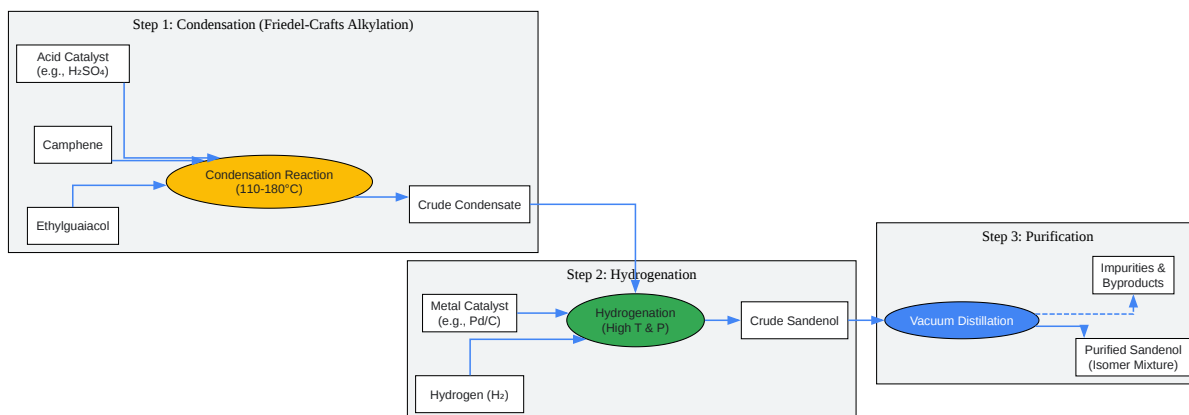 Step 1: Condensation (Friedel-Crafts Alkylation)
Acid Catalyst
(e.g., H₂SO₄)
Camphene
Condensation Reaction
(110-180°C)
Ethylguaiacol
Crude Condensate
Step 2: Hydrogenation
Metal Catalyst
(e.g., Pd/C)
Hydrogenation
(High T & P)
Hydrogen (H₂)
Crude Sandenol
Step 3: Purification
Vacuum Distillation
Impurities &
Byproducts
Purified Sandenol
(Isomer Mixture)